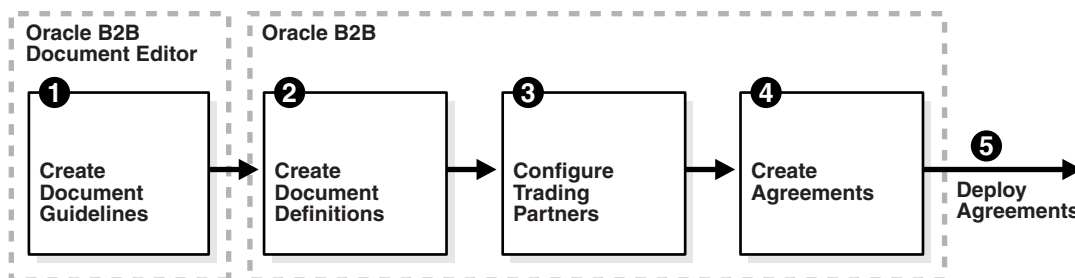 Oracle B2B
Document Editor
Oracle B2B
1
Create
Document
Guidelines
2
Create
Document
Definitions
3
Configure
Trading
Partners
4
Create
Agreements
5
Deploy
Agreements